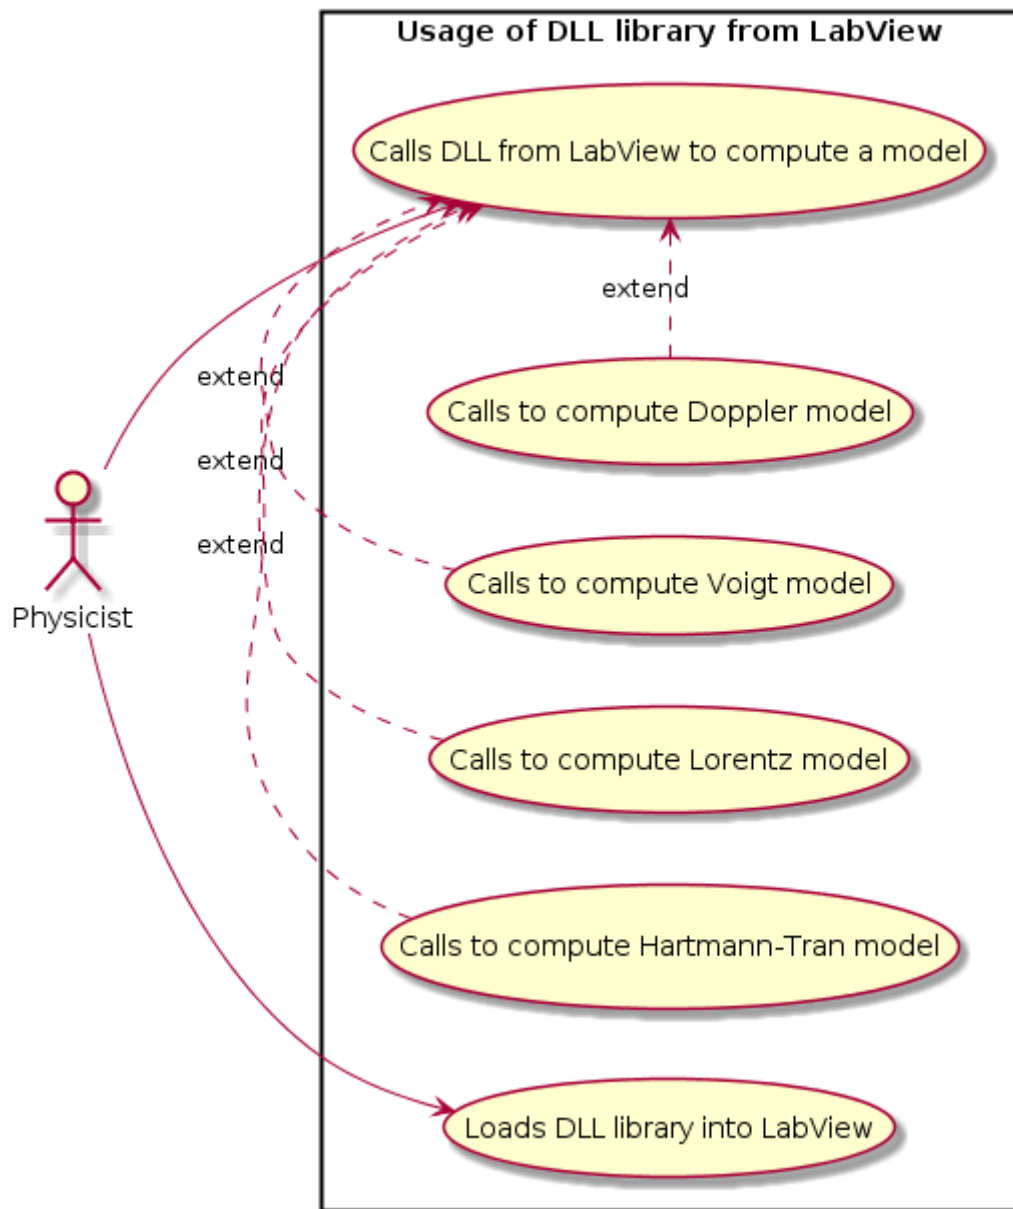 Usage of DLL library from LabView
Calls DLL from LabView to compute a model
extend
extend
Calls to compute Doppler model
extend
extend
Calls to compute Voigt model
Physicist
Calls to compute Lorentz model
Calls to compute Hartmann-Tran model
Loads DLL library into LabView